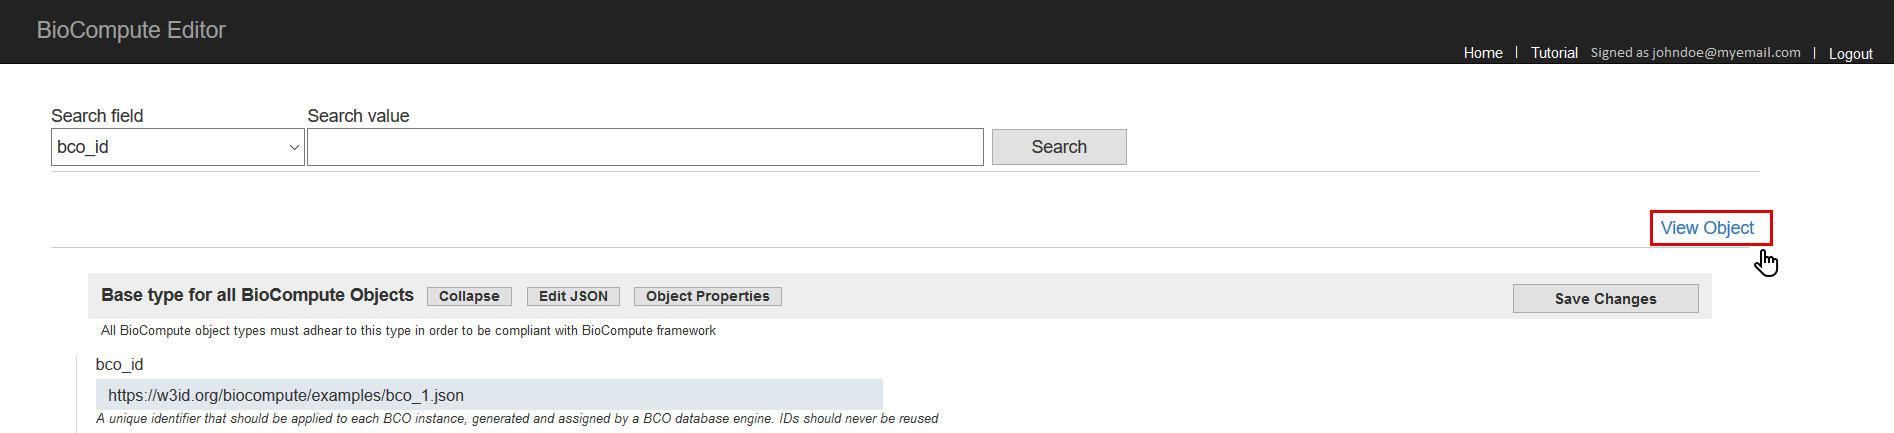 BioCompute Editor
Home | Tutorial Signed as johndoe@myemail.com | Logout
Search field Search value
bco_id Search
View Object
Base type for all BioCompute Objects Collapse Edit JSON Object Properties Save Changes
All BioCompute object types must adhear to this type in order to be compliant with BioCompute framework
bco_id
https://w3id.org/biocompute/examples/bco_1.json
A unique identifier that should be applied to each BCO instance, generated and assigned by a BCO database engine. IDs should never be reused